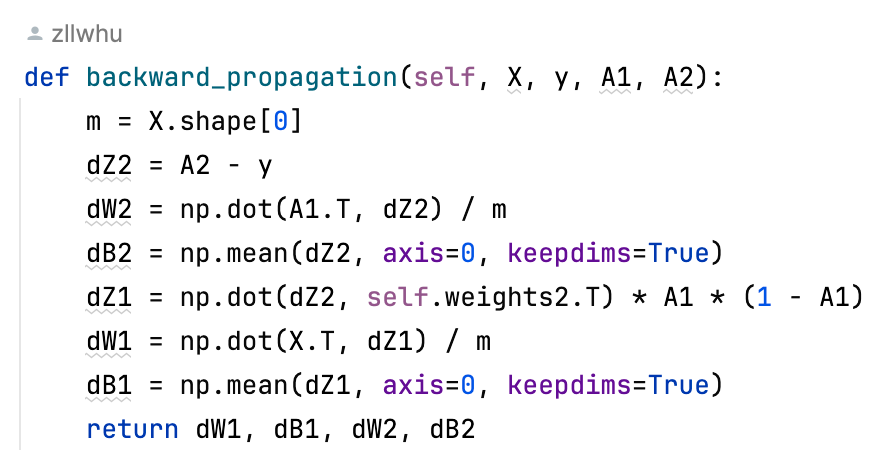 zllwhu
def backward_propagation(self, X, y, A1, A2):
    m = X.shape[0]
    dZ2 = A2 - y
    dW2 = np.dot(A1.T, dZ2) / m
    dB2 = np.mean(dZ2, axis=0, keepdims=True)
    dZ1 = np.dot(dZ2, self.weights2.T) * A1 * (1 - A1)
    dW1 = np.dot(X.T, dZ1) / m
    dB1 = np.mean(dZ1, axis=0, keepdims=True)
    return dW1, dB1, dW2, dB2